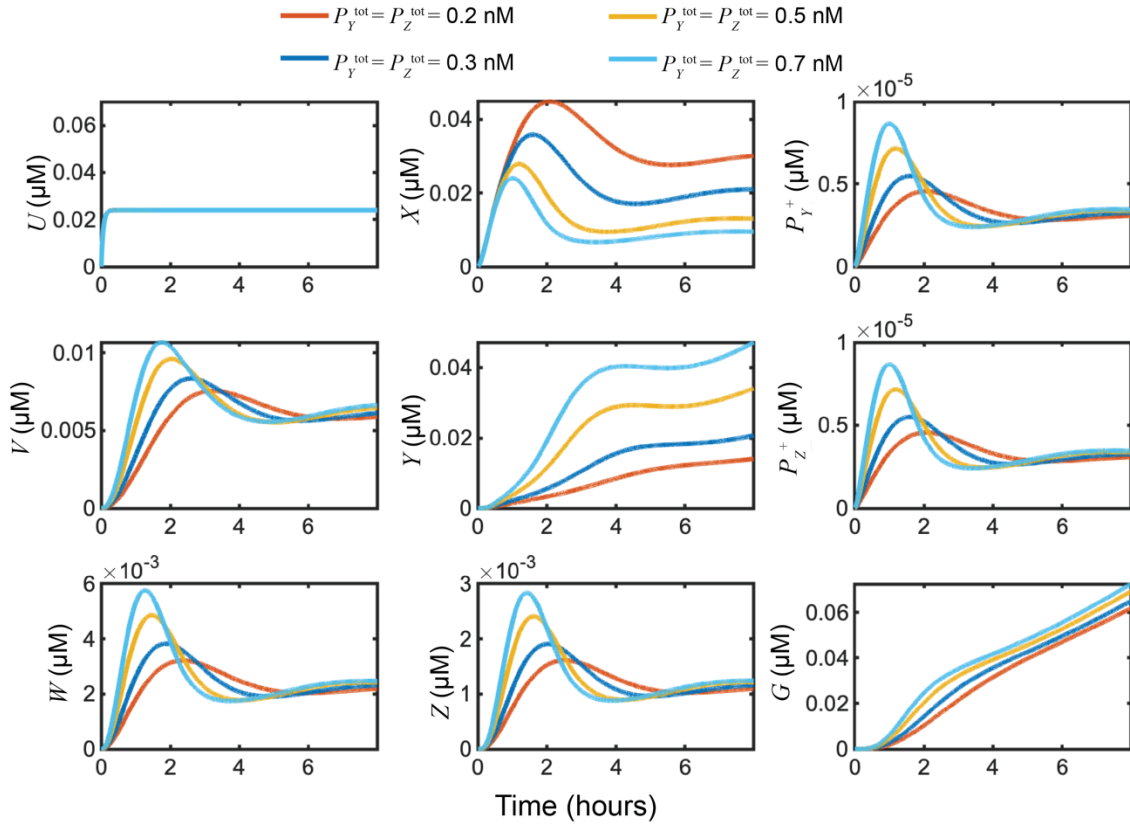 P_Y^tot = P_Z^tot = 0.2 nM
P_Y^tot = P_Z^tot = 0.5 nM
P_Y^tot = P_Z^tot = 0.3 nM
P_Y^tot = P_Z^tot = 0.7 nM
U (μM)
0.06
0.04
0.02
0
0 2 4 6
X (μM)
0.04
0.02
0
0 2 4 6
×10^-5
P_Y^+ (μM)
1
0.5
0
0 2 4 6
V (μM)
0.01
0.005
0
0 2 4 6
Y (μM)
0.04
0.02
0
0 2 4 6
×10^-5
P_Z^+ (μM)
1
0.5
0
0 2 4 6
×10^-3
W (μM)
6
4
2
0
0 2 4 6
×10^-3
Z (μM)
3
2
1
0
0 2 4 6
G (μM)
0.06
0.04
0.02
0
0 2 4 6
Time (hours)